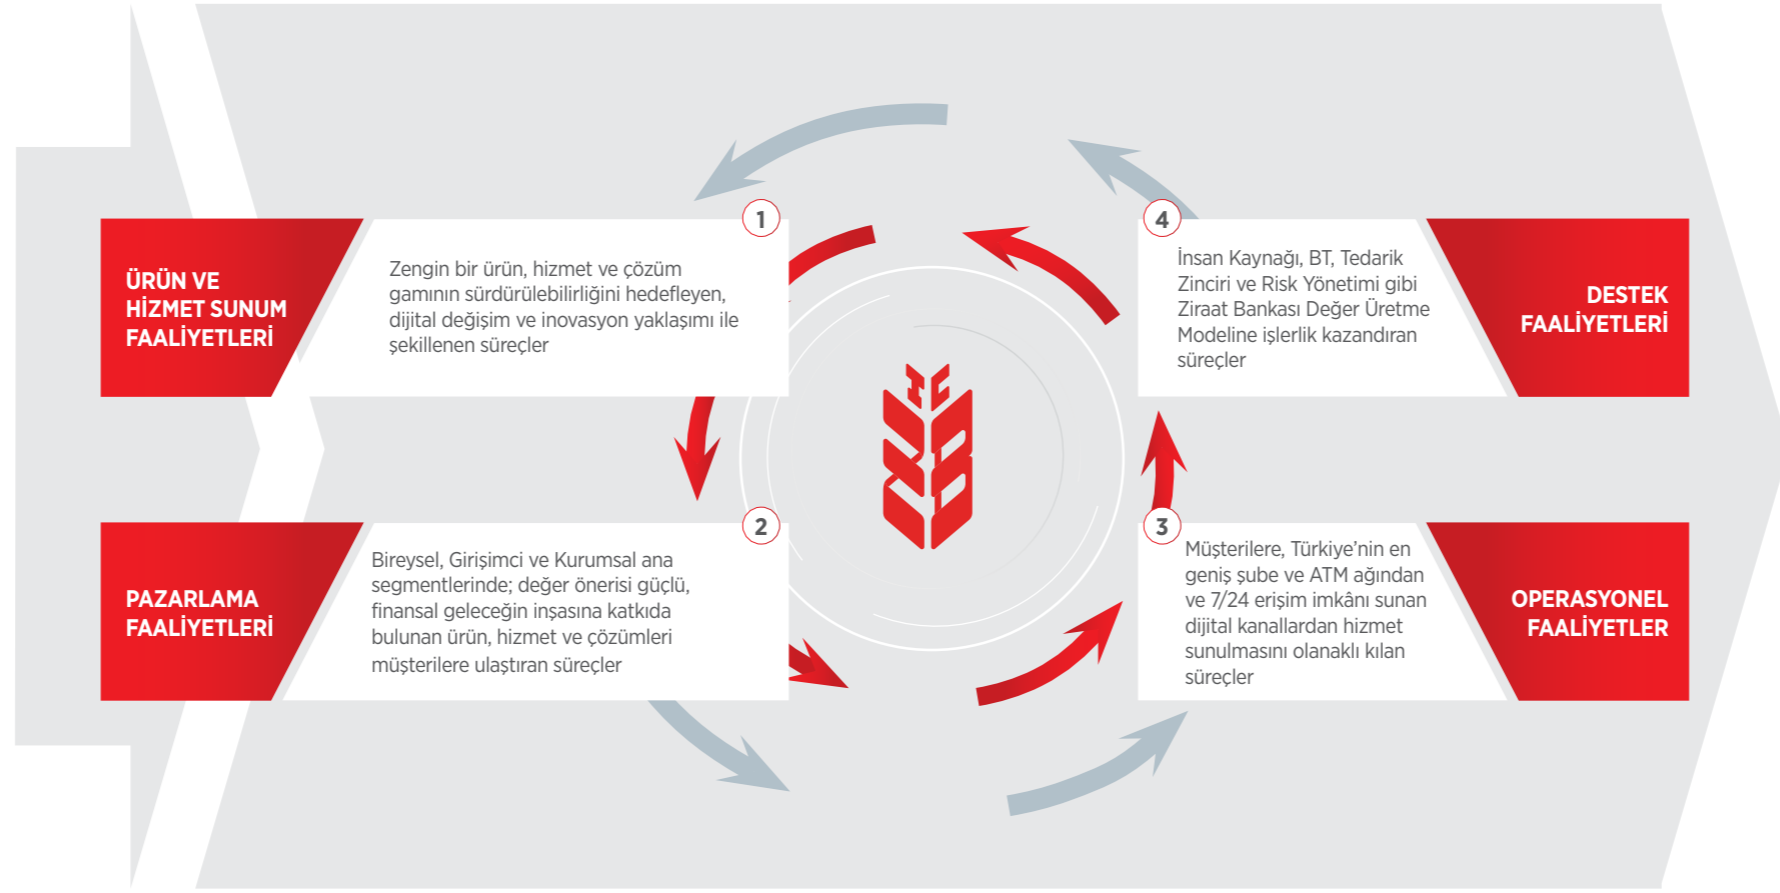 1
ÜRÜN VE
HİZMET SUNUM
FAALİYETLERİ
Zengin bir ürün, hizmet ve çözüm
gamının sürdürülebilirliğini hedefleyen,
dijital değişim ve inovasyon yaklaşımı ile
şekillenen süreçler
2
PAZARLAMA
FAALİYETLERİ
Bireysel, Girişimci ve Kurumsal ana
segmentlerinde; değer önerisi güçlü,
finansal geleceğin inşasına katkıda
bulunan ürün, hizmet ve çözümleri
müşterilere ulaştıran süreçler
TC
3
Müşterilere, Türkiye’nin en
geniş şube ve ATM ağından
ve 7/24 erişim imkânı sunan
dijital kanallardan hizmet
sunulmasını olanaklı kılan
süreçler
OPERASYONEL
FAALİYETLER
4
İnsan Kaynağı, BT, Tedarik
Zinciri ve Risk Yönetimi gibi
Ziraat Bankası Değer Üretme
Modeline işlerlik kazandıran
süreçler
DESTEK
FAALİYETLERİ